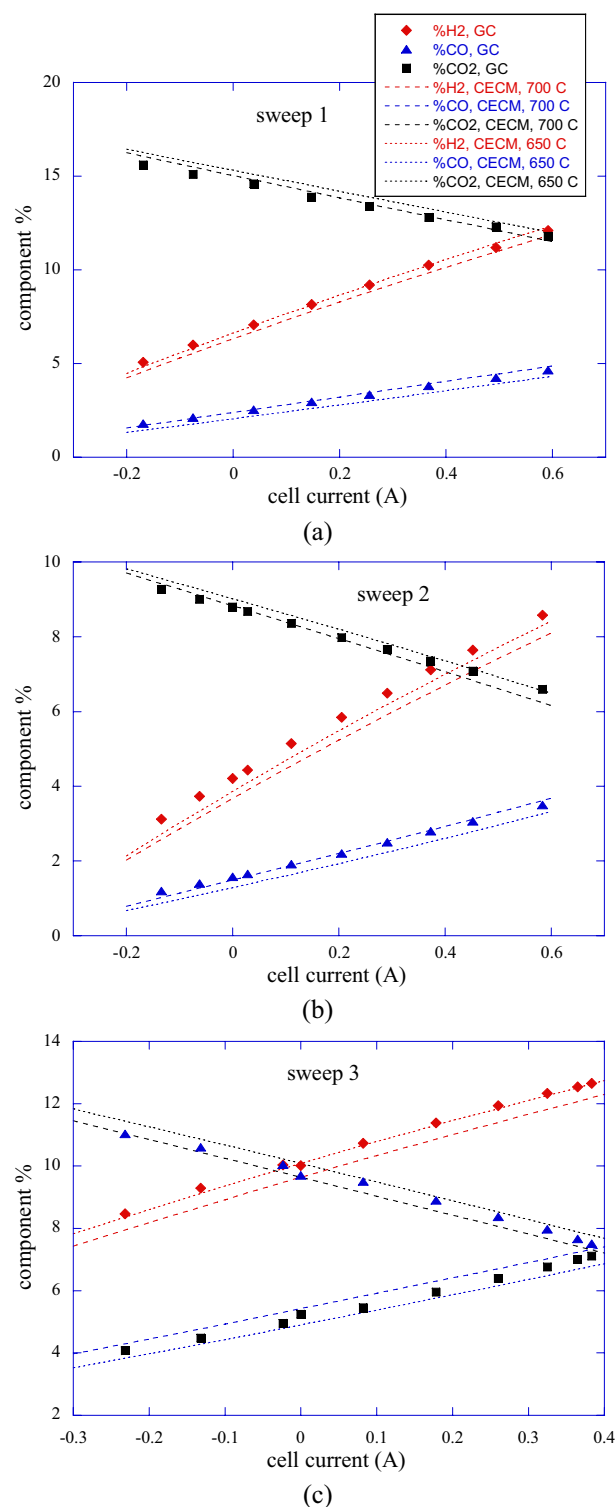 %H2, GC
%CO, GC
%CO2, GC
%H2, CECM, 700 C
%CO, CECM, 700 C
%CO2, CECM, 700 C
%H2, CECM, 650 C
%CO, CECM, 650 C
%CO2, CECM, 650 C
sweep 1
component %
20
15
10
5
0
-0.2 0 0.2 0.4 0.6
cell current (A)
(a)
sweep 2
component %
10
8
6
4
2
0
-0.2 0 0.2 0.4 0.6
cell current (A)
(b)
sweep 3
component %
14
12
10
8
6
4
2
-0.3 -0.2 -0.1 0 0.1 0.2 0.3 0.4
cell current (A)
(c)